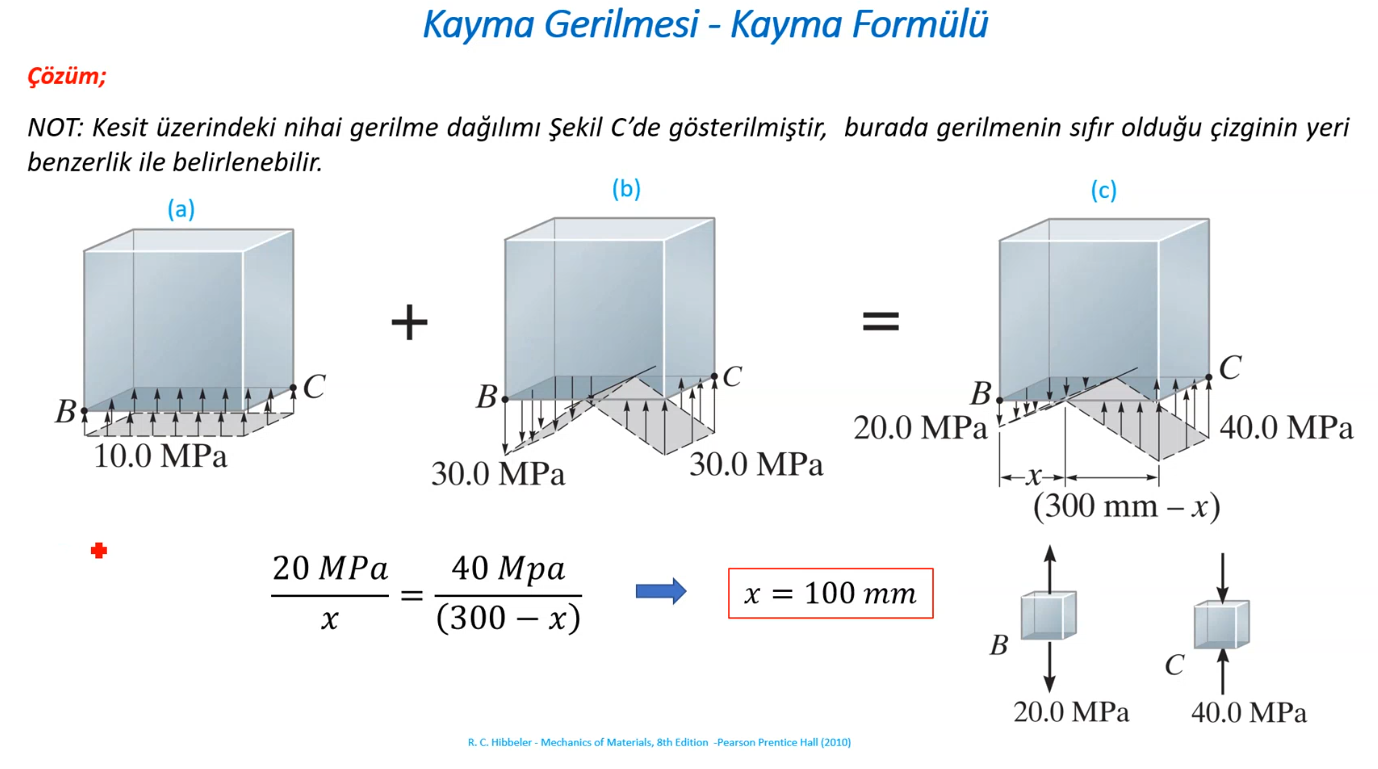 Kayma Gerilmesi - Kayma Formülü
Çözüm;
NOT: Kesit üzerindeki nihai gerilme dağılımı Şekil C’de gösterilmiştir, burada gerilmenin sıfır olduğu çizginin yeri
benzerlik ile belirlenebilir.
(a)
(b)
(c)
B
C
10.0 MPa
+
B
C
30.0 MPa
30.0 MPa
=
B
C
20.0 MPa
40.0 MPa
x
(300 mm – x)
20 MPa / x = 40 Mpa / (300 − x)
x = 100 mm
B
20.0 MPa
C
40.0 MPa
R. C. Hibbeler - Mechanics of Materials, 8th Edition -Pearson Prentice Hall (2010)